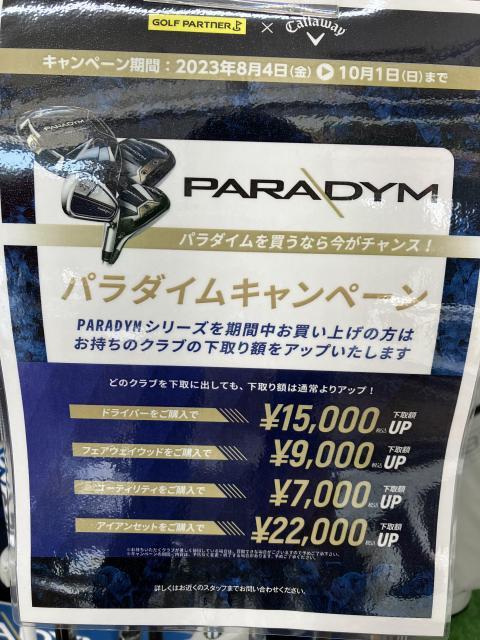 GOLF PARTNER × Callaway
キャンペーン期間：2023年8月4日(金) ▶ 10月1日(日)まで
PARADYM
PARADYM
パラダイムを買うなら今がチャンス！
パラダイムキャンペーン
PARADYMシリーズを期間中お買い上げの方は
お持ちのクラブの下取り額をアップいたします
どのクラブを下取に出しても、下取り額は通常よりアップ！
ドライバーをご購入で ¥15,000 税込 下取額 UP
フェアウェイウッドをご購入で ¥9,000 税込 下取額 UP
ユーティリティをご購入で ¥7,000 税込 下取額 UP
アイアンセットをご購入で ¥22,000 税込 下取額 UP
詳しくはお近くのスタッフまでお問い合わせください。